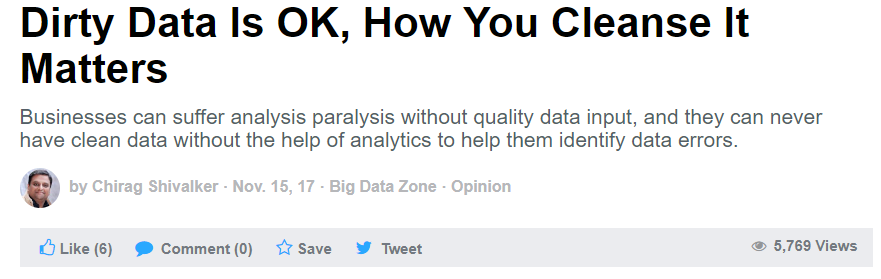 Dirty Data Is OK, How You Cleanse It
Matters
Businesses can suffer analysis paralysis without quality data input, and they can never
have clean data without the help of analytics to help them identify data errors.
by Chirag Shivalker · Nov. 15, 17 · Big Data Zone · Opinion
Like (6) Comment (0) Save Tweet 5,769 Views